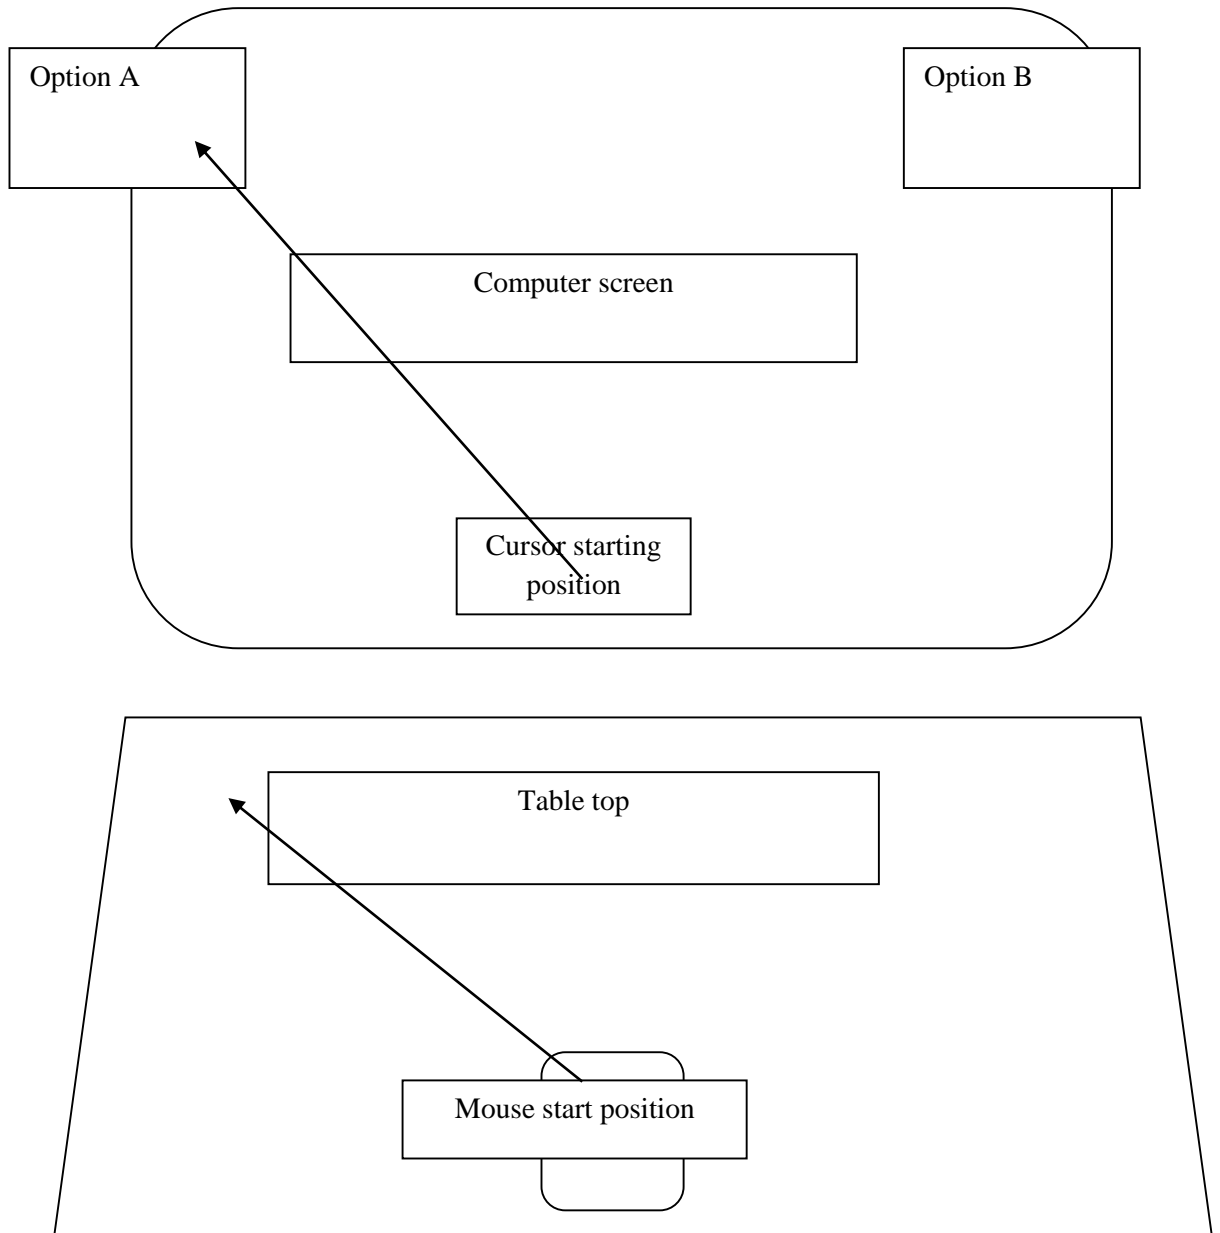 Option A
Option B
Computer screen
Cursor starting
position
Table top
Mouse start position